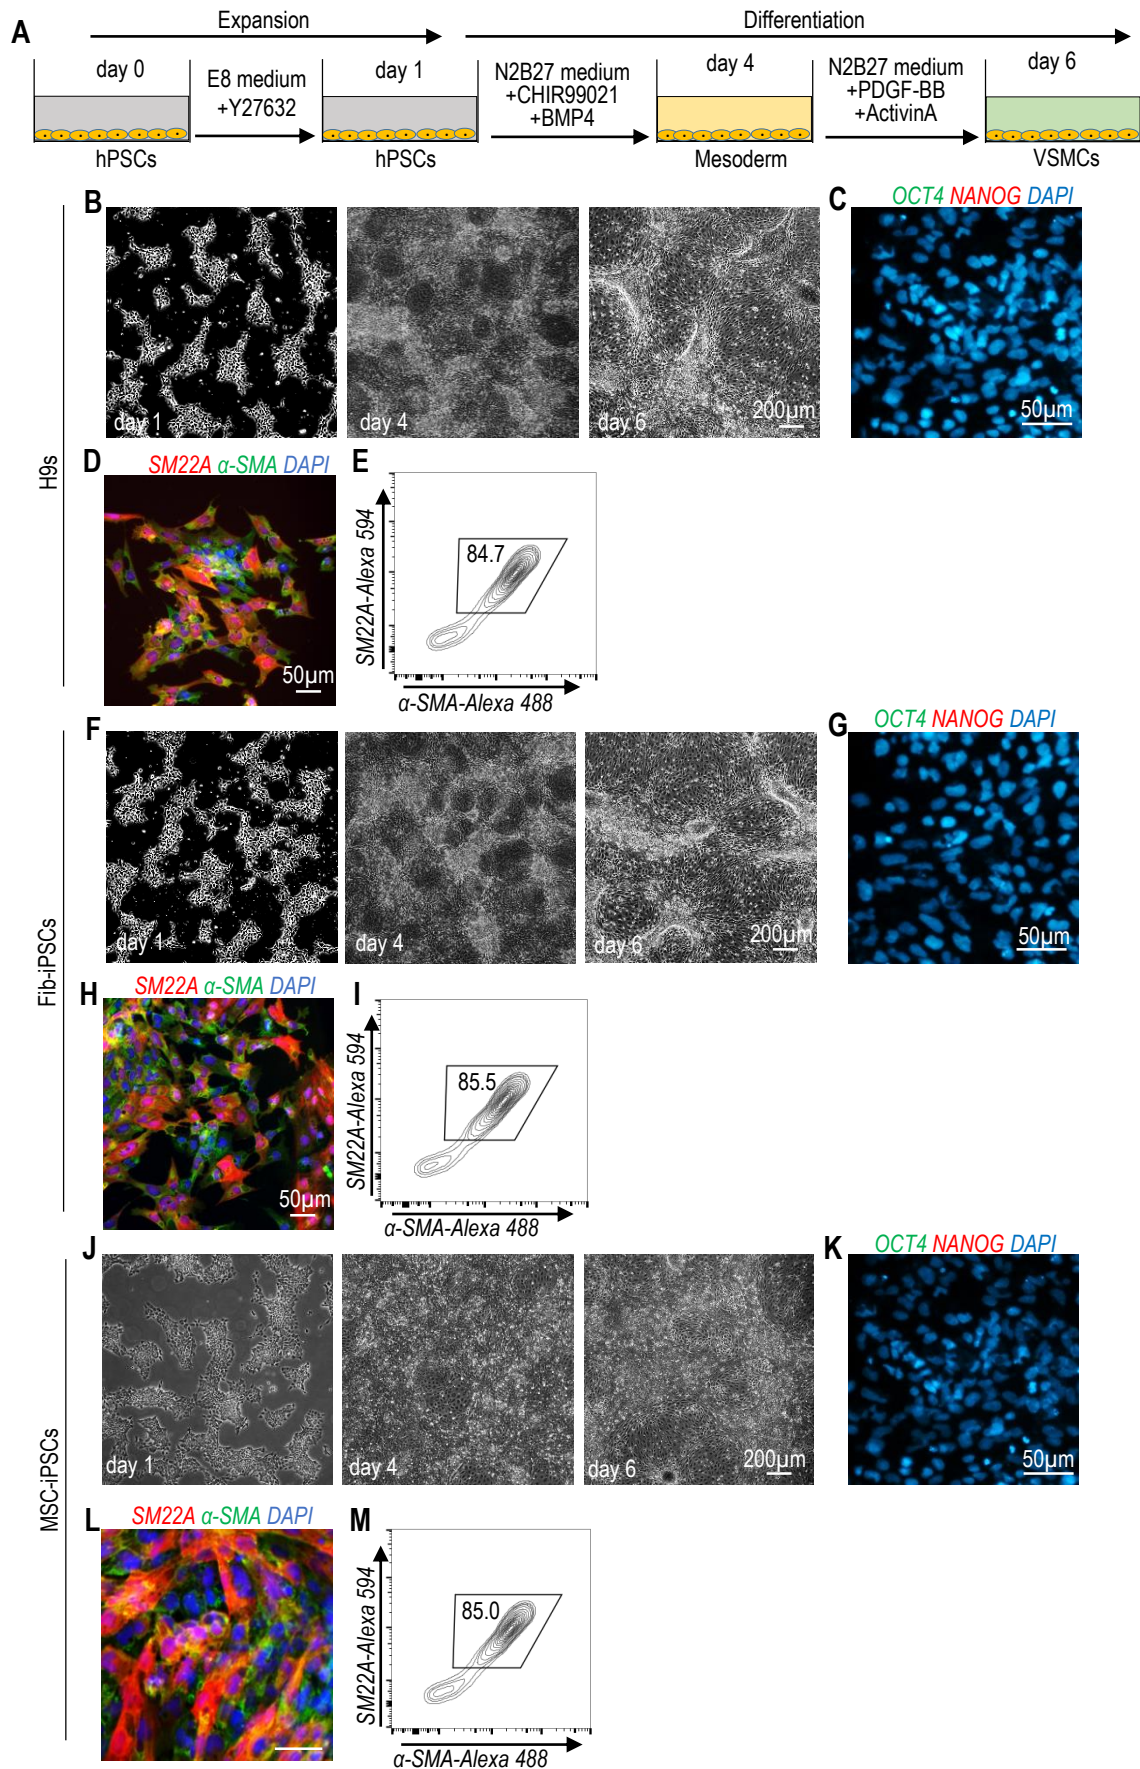 A
Expansion
Differentiation
day 0
E8 medium
+Y27632
day 1
N2B27 medium
+CHIR99021
+BMP4
day 4
N2B27 medium
+PDGF-BB
+ActivinA
day 6
hPSCs
hPSCs
Mesoderm
VSMCs
H9s
B
day 1
day 4
day 6
200µm
C
OCT4 NANOG DAPI
50µm
D
SM22A α-SMA DAPI
50µm
E
SM22A-Alexa 594
84.7
α-SMA-Alexa 488
Fib-iPSCs
F
day 1
day 4
day 6
200µm
G
OCT4 NANOG DAPI
50µm
H
SM22A α-SMA DAPI
50µm
I
SM22A-Alexa 594
85.5
α-SMA-Alexa 488
MSC-iPSCs
J
day 1
day 4
day 6
200µm
K
OCT4 NANOG DAPI
50µm
L
SM22A α-SMA DAPI
M
SM22A-Alexa 594
85.0
α-SMA-Alexa 488